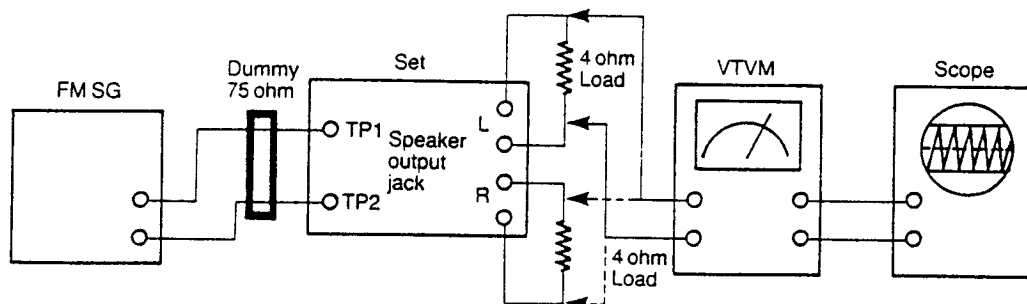 FM SG
Dummy
75 ohm
Set
TP1
TP2
Speaker
output
jack
L
R
4 ohm
Load
4 ohm
Load
VTVM
Scope